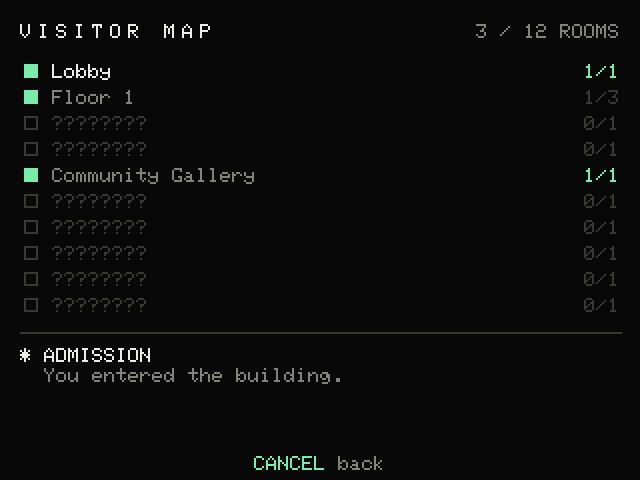 VISITOR MAP 3 / 12 ROOMS
Lobby 1/1
Floor 1 1/3
???????? 0/1
???????? 0/1
Community Gallery 1/1
???????? 0/1
???????? 0/1
???????? 0/1
???????? 0/1
???????? 0/1
* ADMISSION
You entered the building.
CANCEL back